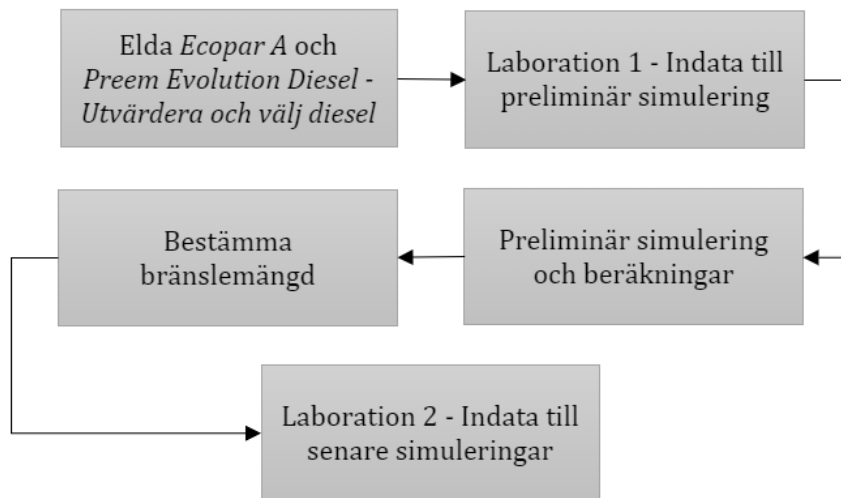 Elda Ecopar A och
Preem Evolution Diesel -
Utvärdera och välj diesel
Laboration 1 - Indata till
preliminär simulering
Preliminär simulering
och beräkningar
Bestämma
bränslemängd
Laboration 2 - Indata till
senare simuleringar